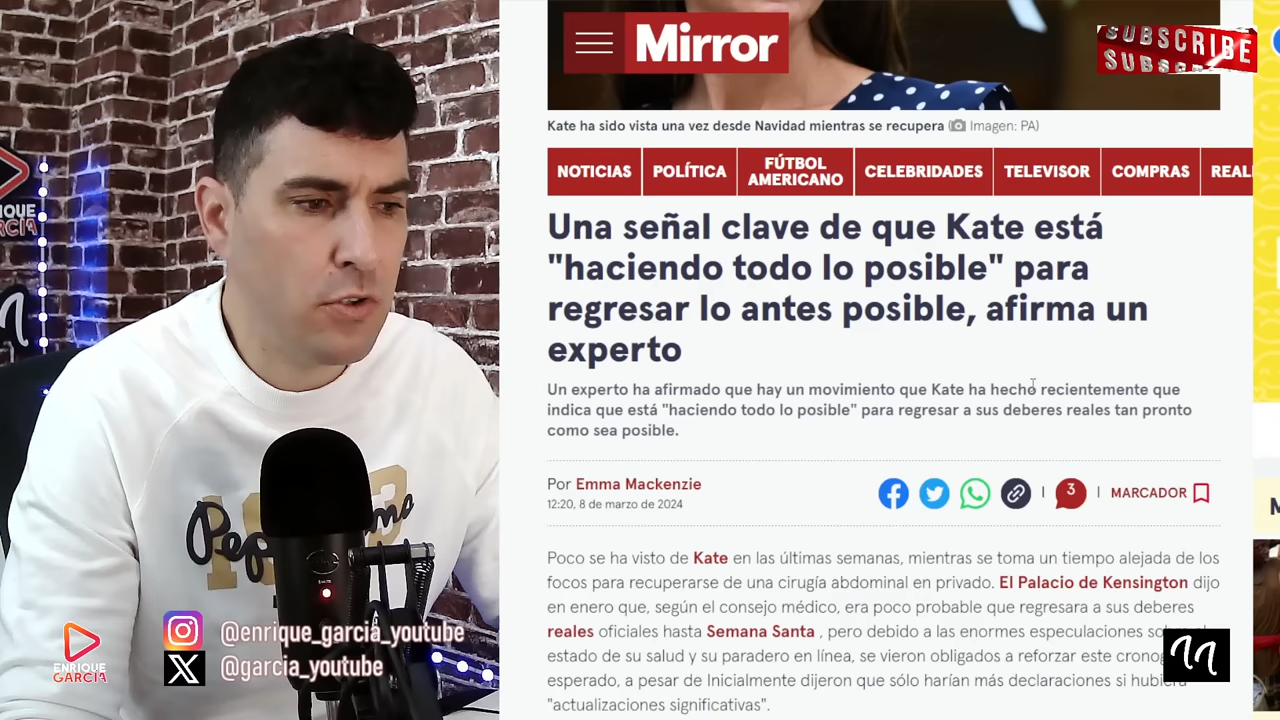 Mirror
SUBSCRIBE
SUBSCRIBE
Kate ha sido vista una vez desde Navidad mientras se recupera (Imagen: PA)
NOTICIAS
POLÍTICA
FÚTBOL
AMERICANO
CELEBRIDADES
TELEVISOR
COMPRAS
REAL
Una señal clave de que Kate está
"haciendo todo lo posible" para
regresar lo antes posible, afirma un
experto
Un experto ha afirmado que hay un movimiento que Kate ha hecho recientemente que
indica que está "haciendo todo lo posible" para regresar a sus deberes reales tan pronto
como sea posible.
Por Emma Mackenzie
12:20, 8 de marzo de 2024
3
MARCADOR
Poco se ha visto de Kate en las últimas semanas, mientras se toma un tiempo alejada de los
focos para recuperarse de una cirugía abdominal en privado. El Palacio de Kensington dijo
en enero que, según el consejo médico, era poco probable que regresara a sus deberes
reales oficiales hasta Semana Santa , pero debido a las enormes especulaciones
estado de su salud y su paradero en línea, se vieron obligados a reforzar este
esperado, a pesar de Inicialmente dijeron que sólo harían más declaraciones si hubiera
"actualizaciones significativas".
Pepe
@enrique_garcia_youtube
@garcia_youtube
ENRIQUE
GARCIA